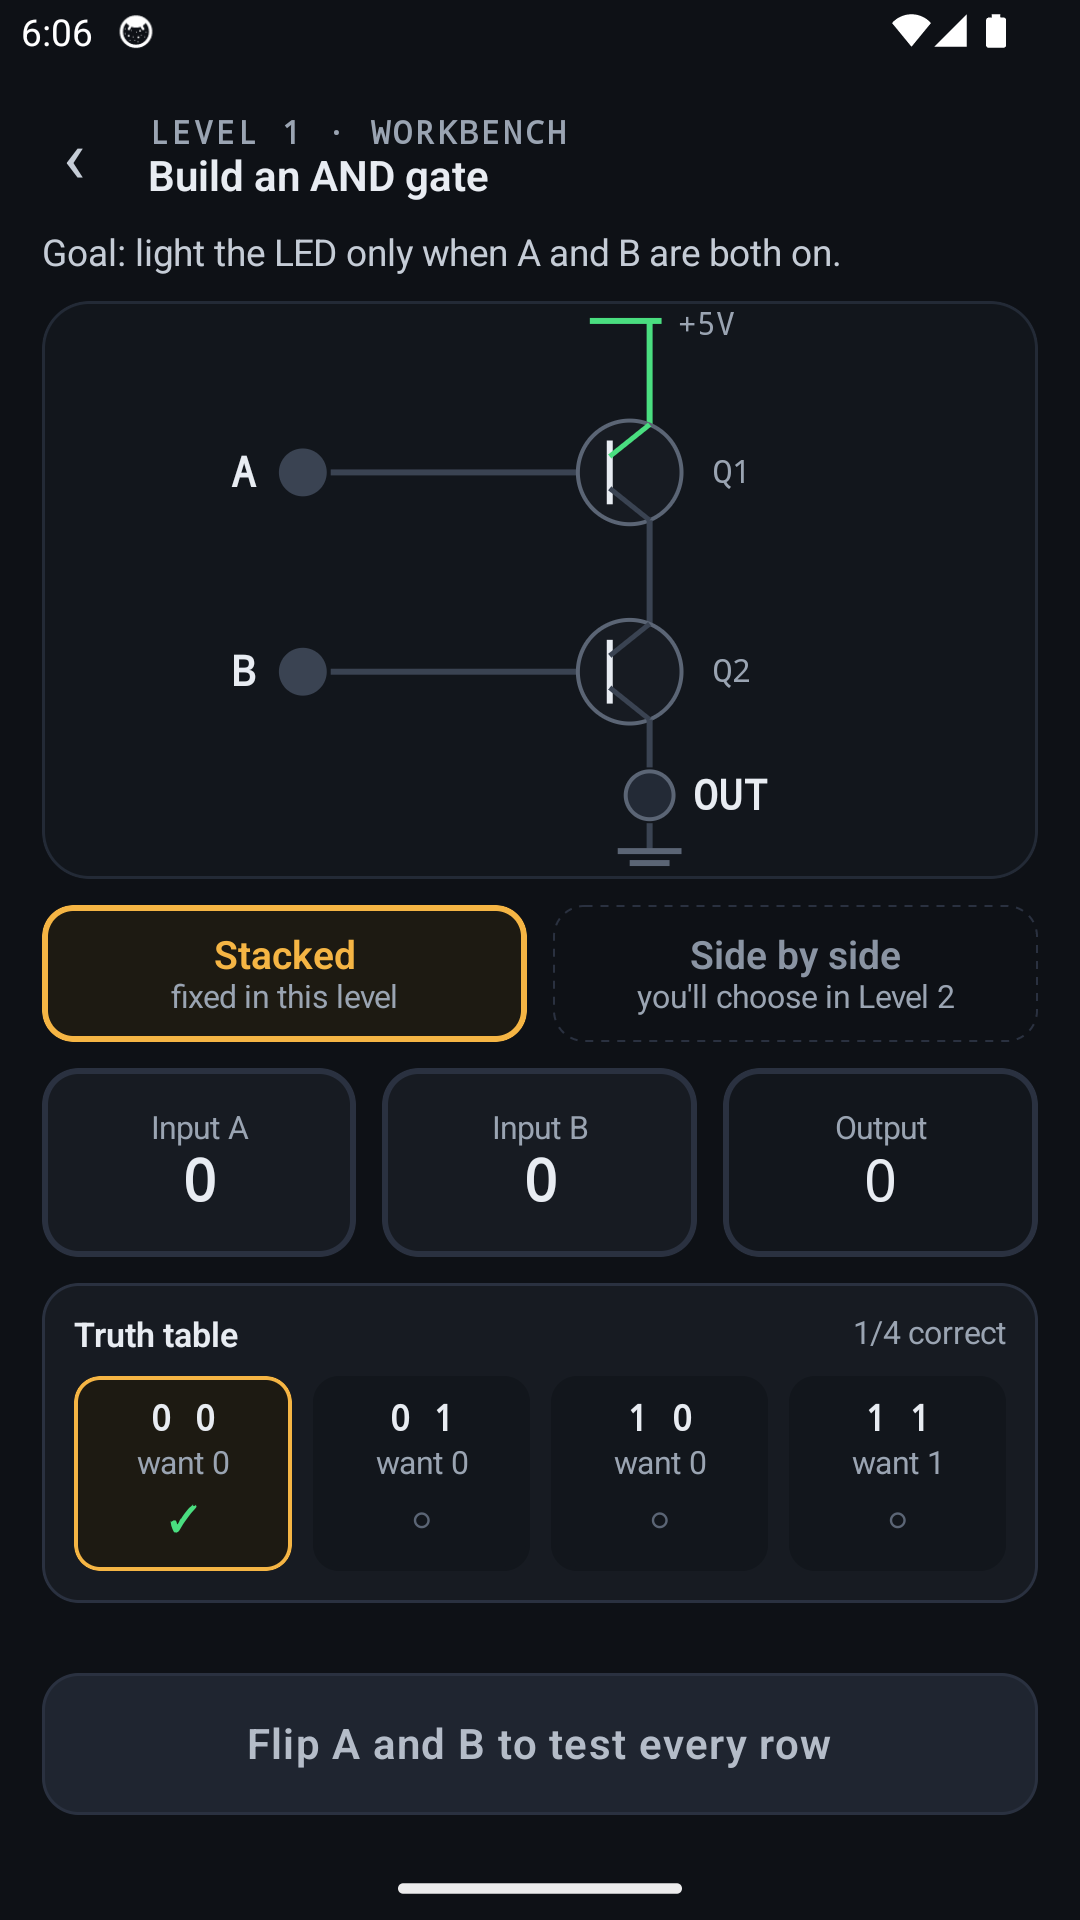 6:06
LEVEL 1 · WORKBENCH
Build an AND gate
Goal: light the LED only when A and B are both on.
+5V
A
Q1
B
Q2
OUT
Stacked
fixed in this level
Side by side
you'll choose in Level 2
Input A
0
Input B
0
Output
0
Truth table
1/4 correct
0 0
want 0
✓
0 1
want 0
○
1 0
want 0
○
1 1
want 1
○
Flip A and B to test every row